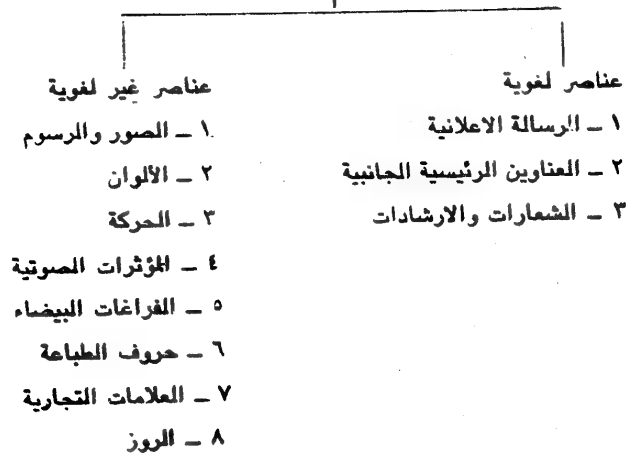 عناصر لغوية
١ ـ الرسالة الاعلانية
٢ ـ العناوين الرئيسية الجانبية
٣ ـ الشعارات والارشادات
عناصر غير لغوية
١ ـ الصور والرسوم
٢ ـ الألوان
٣ ـ الحركة
٤ ـ المؤثرات الصوتية
٥ ـ الفراغات البيضاء
٦ ـ حروف الطباعة
٧ ـ العلامات التجارية
٨ ـ الروز